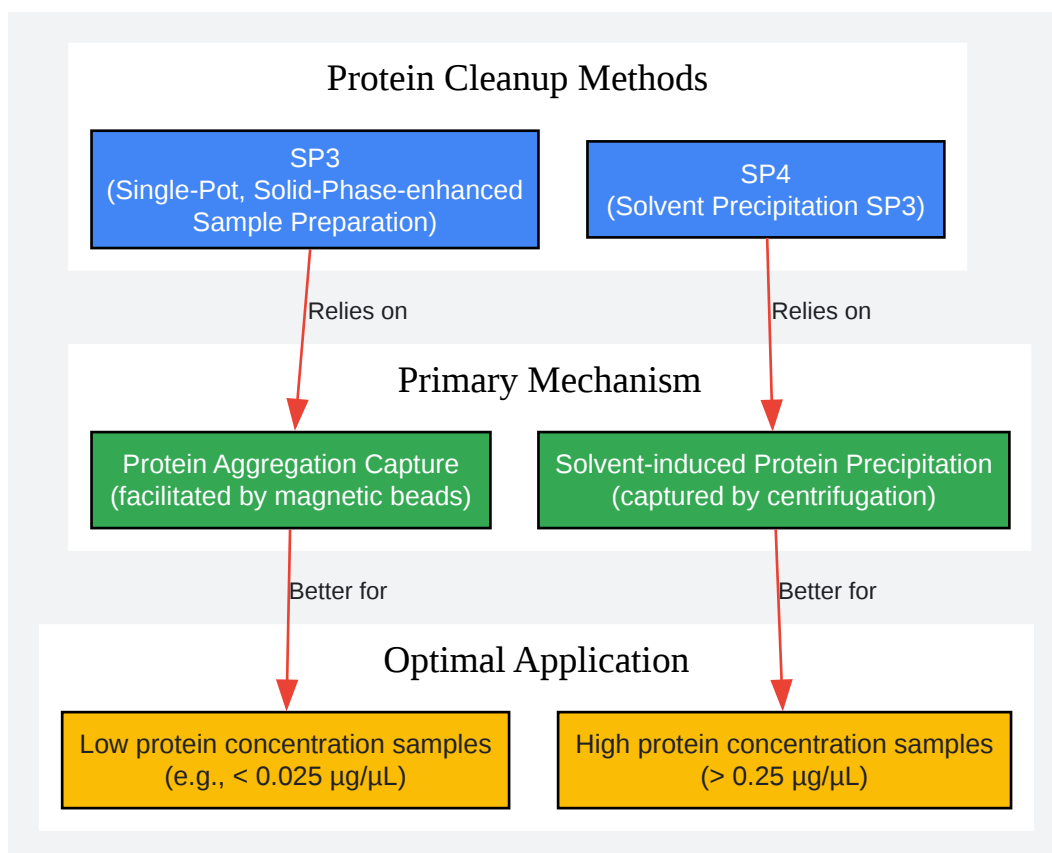 Protein Cleanup Methods
SP3
(Single-Pot, Solid-Phase-enhanced
Sample Preparation)
SP4
(Solvent Precipitation SP3)
Relies on
Relies on
Primary Mechanism
Protein Aggregation Capture
(facilitated by magnetic beads)
Solvent-induced Protein Precipitation
(captured by centrifugation)
Better for
Better for
Optimal Application
Low protein concentration samples
(e.g., < 0.025 µg/µL)
High protein concentration samples
(> 0.25 µg/µL)